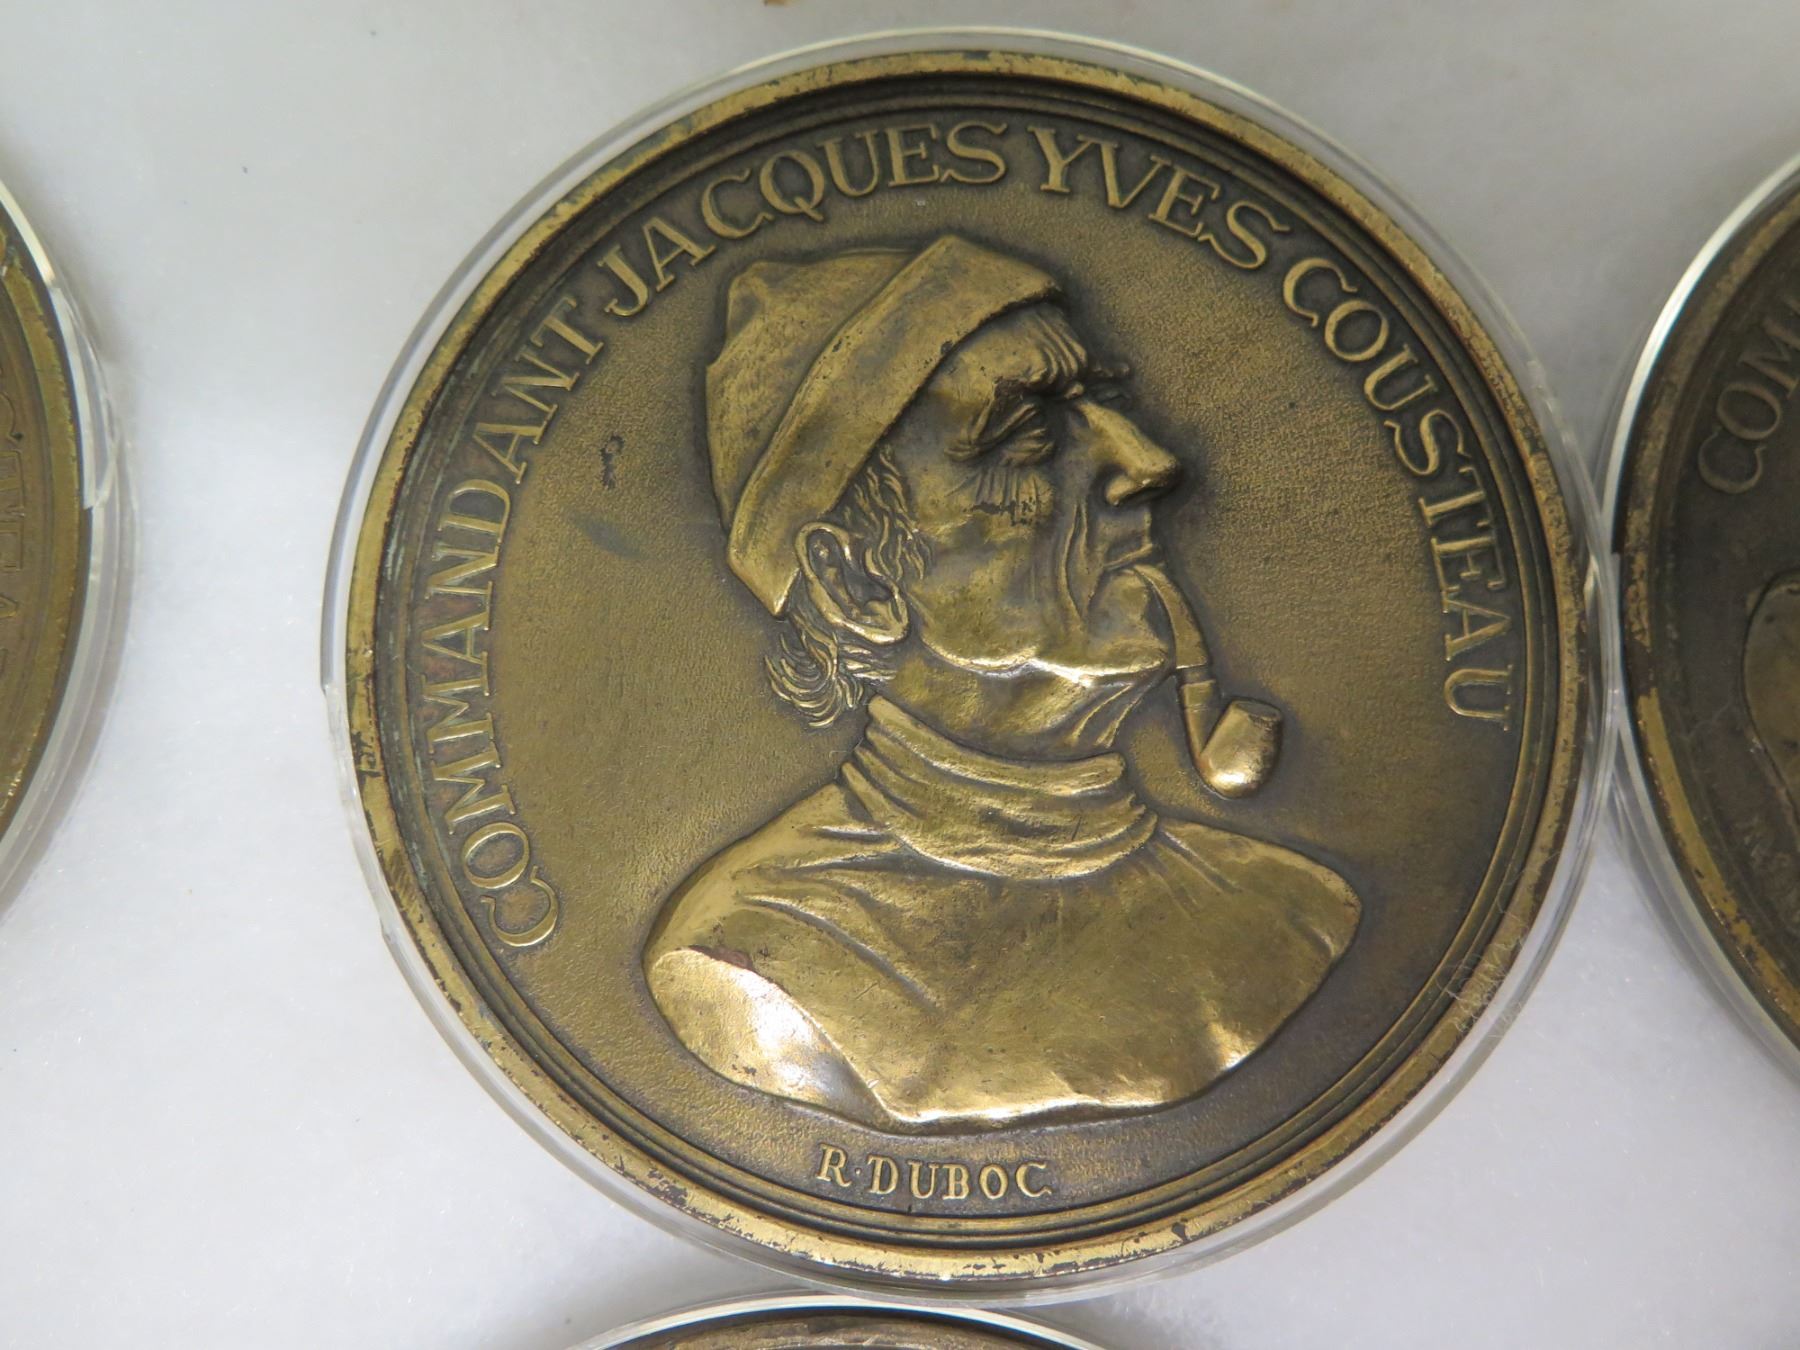 COMMANDANT JACQUES YVES COUSTEAU
R·DUBOC